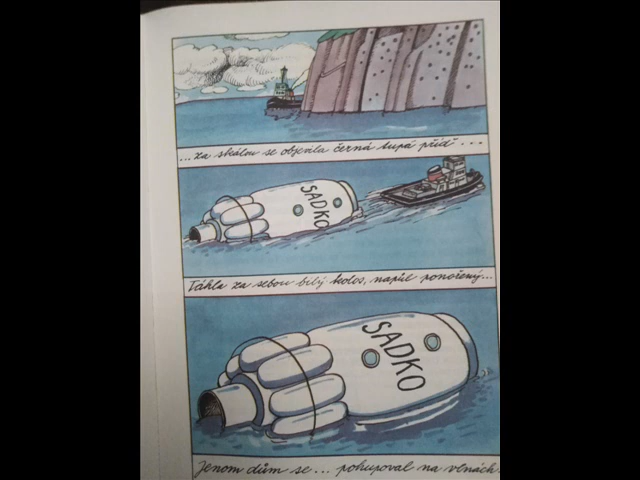 ...za skálou se objevila černá tupá příď...
SADKO
Táhla za sebou bílý kolos, napůl ponořený...
SADKO
Jenom dům se... pohupoval na vlnách.